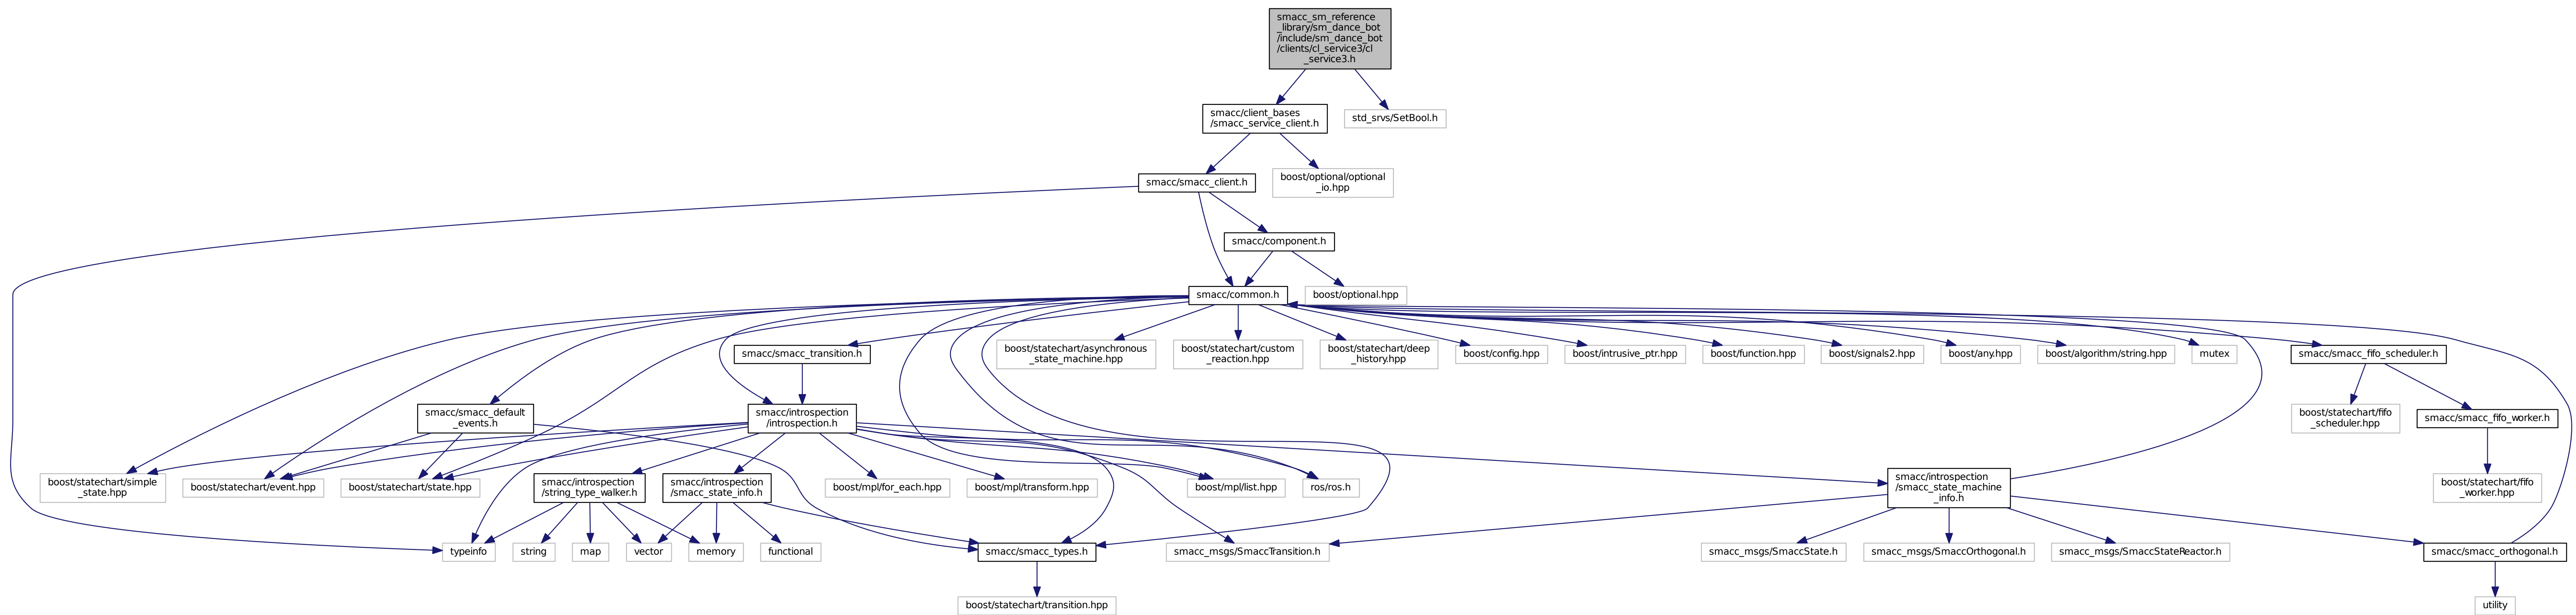 smacc_sm_reference
_library/sm_dance_bot
/include/sm_dance_bot
/clients/cl_service3/cl
_service3.h
smacc/client_bases
/smacc_service_client.h
std_srvs/SetBool.h
smacc/smacc_client.h
boost/optional/optional
_io.hpp
smacc/component.h
smacc/common.h
boost/optional.hpp
smacc/smacc_transition.h
boost/statechart/asynchronous
_state_machine.hpp
boost/statechart/custom
_reaction.hpp
boost/statechart/deep
_history.hpp
boost/config.hpp
boost/intrusive_ptr.hpp
boost/function.hpp
boost/signals2.hpp
boost/any.hpp
boost/algorithm/string.hpp
mutex
smacc/smacc_fifo_scheduler.h
smacc/smacc_default
_events.h
smacc/introspection
/introspection.h
boost/statechart/fifo
_scheduler.hpp
smacc/smacc_fifo_worker.h
boost/statechart/simple
_state.hpp
boost/statechart/event.hpp
boost/statechart/state.hpp
smacc/introspection
/string_type_walker.h
smacc/introspection
/smacc_state_info.h
boost/mpl/for_each.hpp
boost/mpl/transform.hpp
boost/mpl/list.hpp
ros/ros.h
smacc/introspection
/smacc_state_machine
_info.h
boost/statechart/fifo
_worker.hpp
typeinfo
string
map
vector
memory
functional
smacc/smacc_types.h
smacc_msgs/SmaccTransition.h
smacc_msgs/SmaccState.h
smacc_msgs/SmaccOrthogonal.h
smacc_msgs/SmaccStateReactor.h
smacc/smacc_orthogonal.h
boost/statechart/transition.hpp
utility